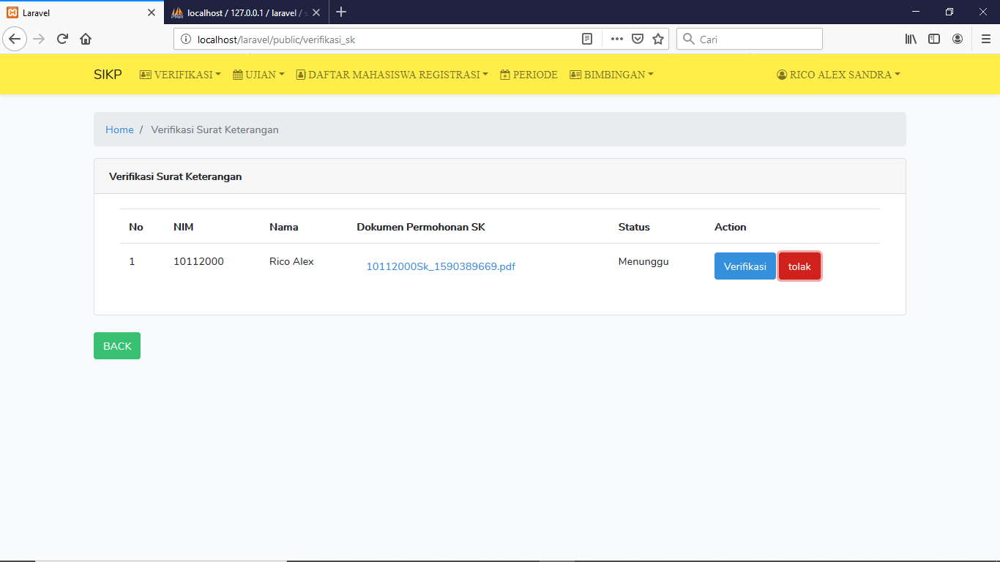 Laravel
localhost / 127.0.0.1 / laravel /
localhost/laravel/public/verifikasi_sk
Cari
SIKP VERIFIKASI UJIAN DAFTAR MAHASISWA REGISTRASI PERIODE BIMBINGAN RICO ALEX SANDRA
Home / Verifikasi Surat Keterangan
Verifikasi Surat Keterangan
No NIM Nama Dokumen Permohonan SK Status Action
1 10112000 Rico Alex 10112000Sk_1590389669.pdf Menunggu Verifikasi tolak
BACK